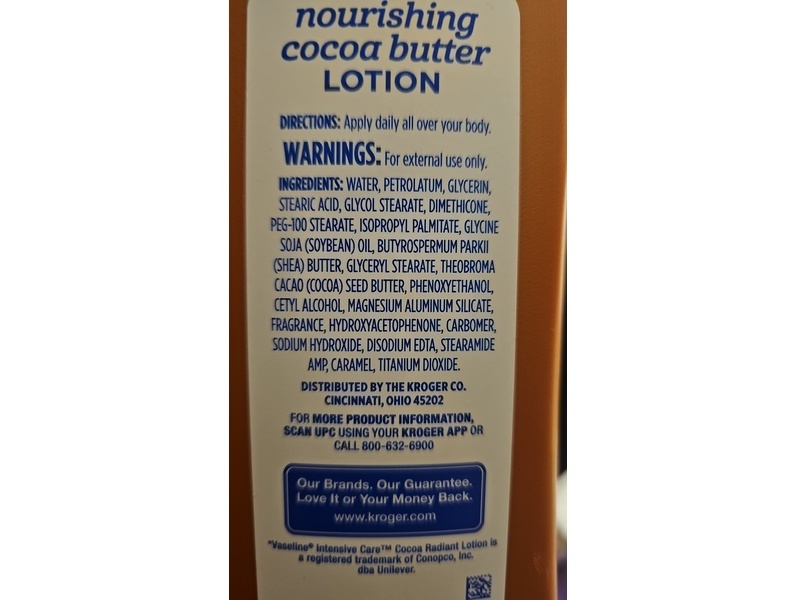 nourishing
cocoa butter
LOTION
DIRECTIONS: Apply daily all over your body.
WARNINGS: For external use only.
INGREDIENTS: WATER, PETROLATUM, GLYCERIN,
STEARIC ACID, GLYCOL STEARATE, DIMETHICONE,
PEG-100 STEARATE, ISOPROPYL PALMITATE, GLYCINE
SOJA (SOYBEAN) OIL, BUTYROSPERMUM PARKII
(SHEA) BUTTER, GLYCERYL STEARATE, THEOBROMA
CACAO (COCOA) SEED BUTTER, PHENOXYETHANOL,
CETYL ALCOHOL, MAGNESIUM ALUMINUM SILICATE,
FRAGRANCE, HYDROXYACETOPHENONE, CARBOMER,
SODIUM HYDROXIDE, DISODIUM EDTA, STEARAMIDE
AMP, CARAMEL, TITANIUM DIOXIDE.
DISTRIBUTED BY THE KROGER CO.
CINCINNATI, OHIO 45202
FOR MORE PRODUCT INFORMATION,
SCAN UPC USING YOUR KROGER APP OR
CALL 800-632-6900
Our Brands. Our Guarantee.
Love It or Your Money Back.
www.kroger.com
*Vaseline® Intensive Care™ Cocoa Radiant Lotion is
a registered trademark of Conopco, Inc.
dba Unilever.